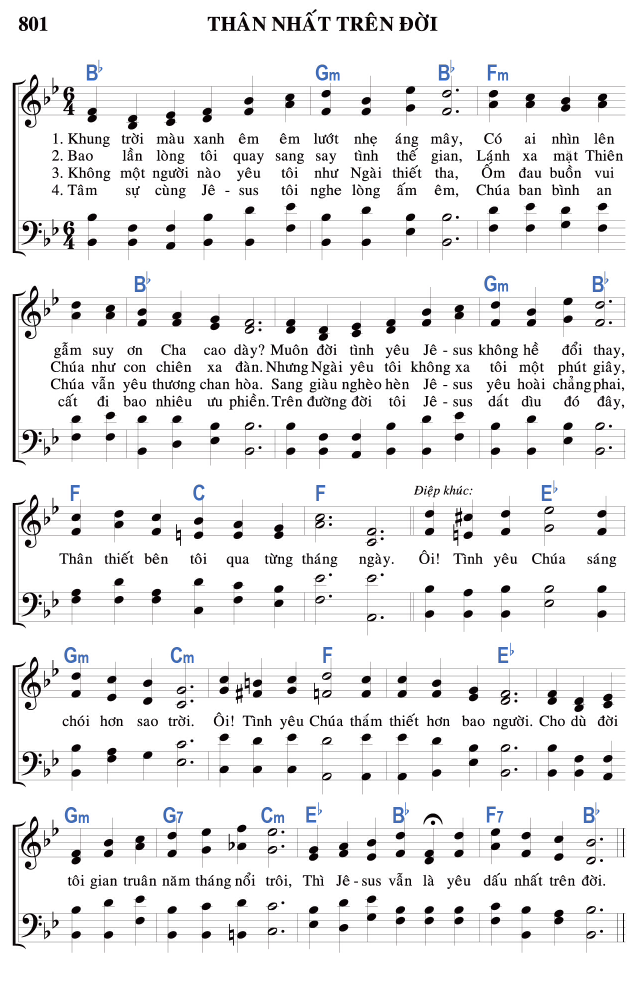 801 THÂN NHẤT TRÊN ĐỜI
B♭ Gm B♭ Fm
6 4
1. Khung trời màu xanh êm êm lướt nhẹ áng mây, Có ai nhìn lên
2. Bao lần lòng tôi quay sang say tình thế gian, Lánh xa mặt Thiên
3. Không một người nào yêu tôi như Ngài thiết tha, Ôm đau buồn vui
4. Tâm sự cùng Jê - sus tôi nghe lòng ấm êm, Chúa ban bình an
6 4
B♭ Gm B♭
gẫm suy ơn Cha cao dày? Muôn đời tình yêu Jê - sus không hề đổi thay,
Chúa như con chiên xa đàn. Nhưng Ngài yêu tôi không xa tôi một phút giây,
Chúa vẫn yêu thương chan hòa. Sang giàu nghèo hèn Jê - sus yêu hoài chẳng phai,
cất đi bao nhiêu ưu phiền. Trên đường đời tôi Jê - sus dắt dìu đó đây,
F C F Điệp khúc: E♭
Thân thiết bên tôi qua từng tháng ngày. Ôi! Tình yêu Chúa sáng
Gm Cm F E♭
chói hơn sao trời. Ôi! Tình yêu Chúa thắm thiết hơn bao người. Cho dù đời
Gm G7 Cm E♭ B♭ F7 B♭
tôi gian truân năm tháng nổi trôi, Thì Jê - sus vẫn là yêu dấu nhất trên đời.